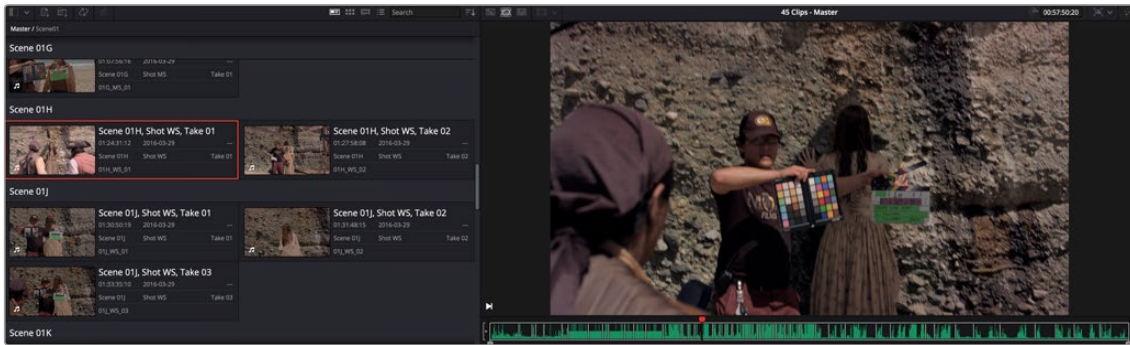 Search
45 Clips - Master
00:57:50:20
Master / Scene01
Scene 01G
01:07:56:16 2016-03-29 --
Scene 01G Shot MS Take 01
01G_MS_01
Scene 01H
Scene 01H, Shot WS, Take 01
01:24:31:12 2016-03-29 --
Scene 01H Shot WS Take 01
01H_WS_01
Scene 01H, Shot WS, Take 02
01:27:58:08 2016-03-29 --
Scene 01H Shot WS Take 02
01H_WS_02
Scene 01J
Scene 01J, Shot WS, Take 01
01:30:50:19 2016-03-29 --
Scene 01J Shot WS Take 01
01J_WS_01
Scene 01J, Shot WS, Take 02
01:31:48:15 2016-03-29 --
Scene 01J Shot WS Take 02
01J_WS_02
Scene 01J, Shot WS, Take 03
01:33:35:10 2016-03-29 --
Scene 01J Shot WS Take 03
01J_WS_03
Scene 01K